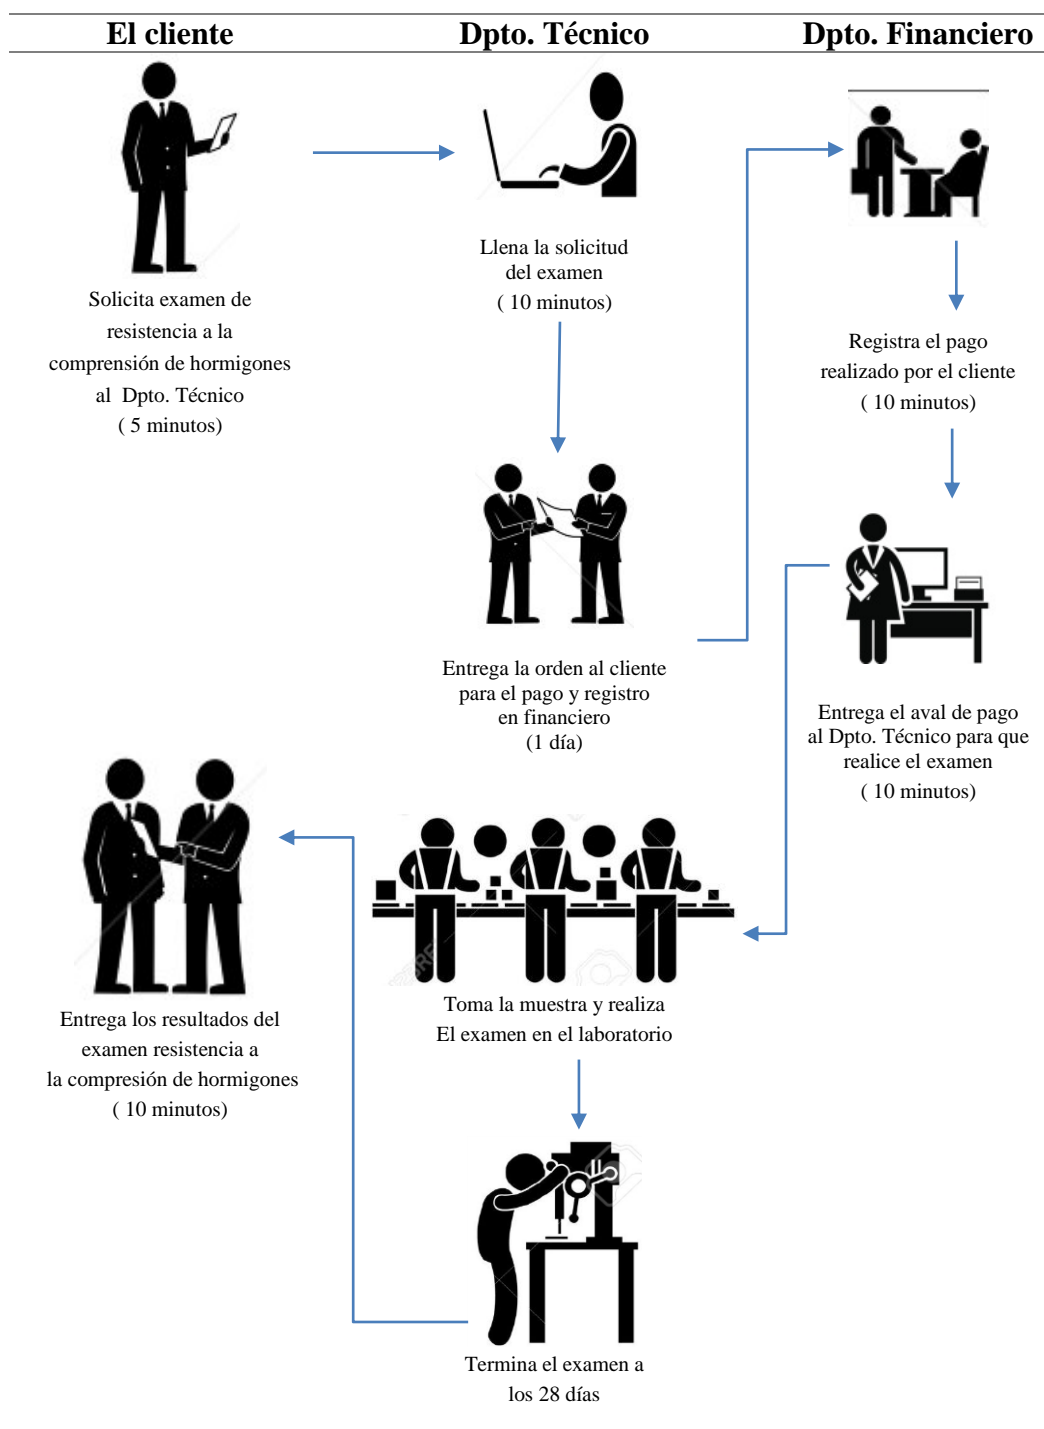 El cliente
Dpto. Técnico
Dpto. Financiero
Solicita examen de
resistencia a la
comprensión de hormigones
al Dpto. Técnico
( 5 minutos)
Llena la solicitud
del examen
( 10 minutos)
Entrega la orden al cliente
para el pago y registro
en financiero
(1 día)
Registra el pago
realizado por el cliente
( 10 minutos)
Entrega el aval de pago
al Dpto. Técnico para que
realice el examen
( 10 minutos)
Toma la muestra y realiza
El examen en el laboratorio
Termina el examen a
los 28 días
Entrega los resultados del
examen resistencia a
la compresión de hormigones
( 10 minutos)